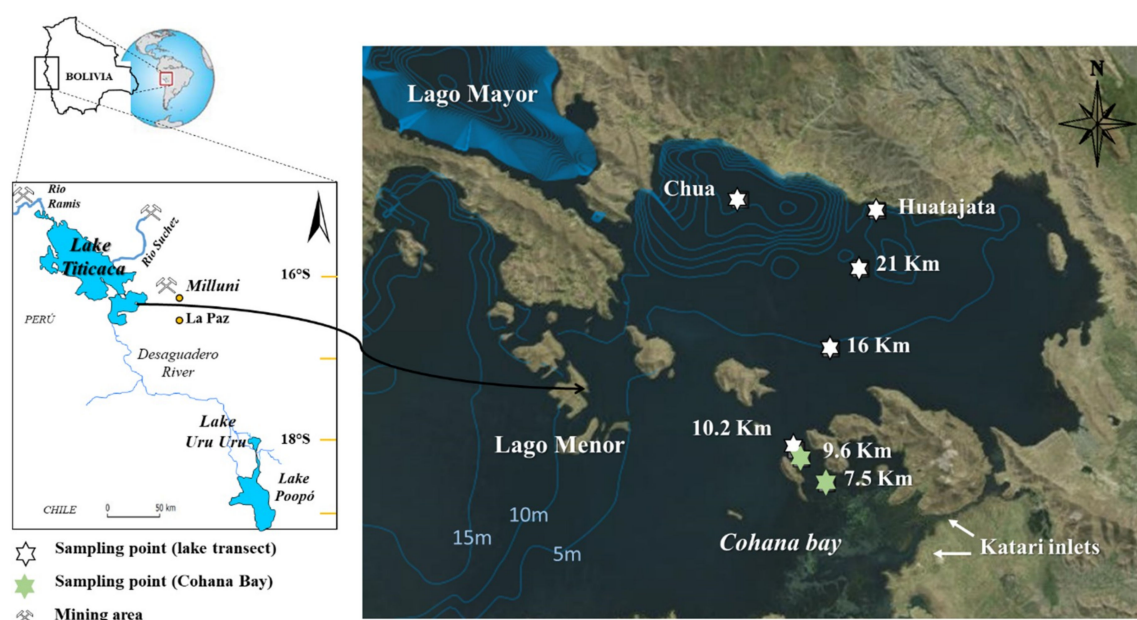 BOLIVIA
Rio
Ramis
Rio Suchez
Lake
Titicaca
16°S
Milluni
PERÚ
La Paz
Desaguadero
River
Lake
Uru Uru
18°S
Lake
Poopó
CHILE
0
50 km
Sampling point (lake transect)
Sampling point (Cohana Bay)
Mining area
Lago Mayor
N
Chua
Huatajata
21 Km
16 Km
10.2 Km
9.6 Km
7.5 Km
Lago Menor
15m
10m
5m
Cohana bay
Katari inlets